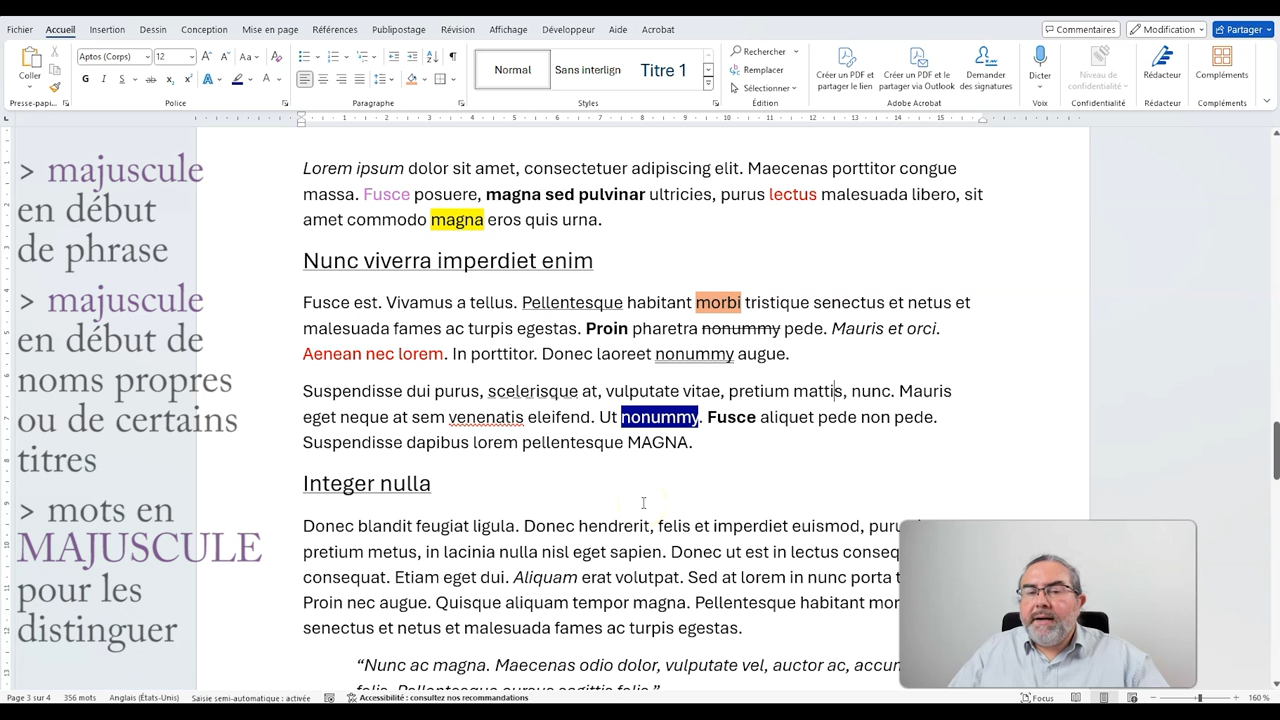 Fichier Accueil Insertion Dessin Conception Mise en page Référence Publipostage Révision Affichage Développeur Aide Acrobat
Commentaires Modification Partager
Coller
Aptos (Corps) 12
Normal Sans interlign Titre 1
Rechercher
Remplacer
Sélectionner
Créer un PDF et partager le lien
Créer un PDF et partager via Outlook
Demander des signatures
Dicter
Niveau de confidentialité
Rédacteur
Compléments
Presse-papi Police Paragraphe Styles Édition Adobe Acrobat Voix Confidentialité Rédacteur Compléments
> majuscule
en début
de phrase
> majuscule
en début de
noms propres
ou de certains
titres
> mots en
MAJUSCULE
pour les
distinguer
Lorem ipsum dolor sit amet, consectetuer adipiscing elit. Maecenas porttitor congue
massa. Fusce posuere, magna sed pulvinar ultricies, purus lectus malesuada libero, sit
amet commodo magna eros quis urna.
Nunc viverra imperdiet enim
Fusce est. Vivamus a tellus. Pellentesque habitant morbi tristique senectus et netus et
malesuada fames ac turpis egestas. Proin pharetra nonummy pede. Mauris et orci.
Aenean nec lorem. In porttitor. Donec laoreet nonummy augue.
Suspendisse dui purus, scelerisque at, vulputate vitae, pretium mattis, nunc. Mauris
eget neque at sem venenatis eleifend. Ut nonummy. Fusce aliquet pede non pede.
Suspendisse dapibus lorem pellentesque MAGNA.
Integer nulla
Donec blandit feugiat ligula. Donec hendrerit, felis et imperdiet euismod, puru
pretium metus, in lacinia nulla nisl eget sapien. Donec ut est in lectus conseq
consequat. Etiam eget dui. Aliquam erat volutpat. Sed at lorem in nunc porta t
Proin nec augue. Quisque aliquam tempor magna. Pellentesque habitant mor
senectus et netus et malesuada fames ac turpis egestas.
“Nunc ac magna. Maecenas odio dolor, vulputate vel, auctor ac, accun
felis. Pellentesque cursus sagittis felis.”
Page 3 sur 4 356 mots Anglais (États-Unis) Saisie semi-automatique : activée Accessibilité : consultez nos recommandations Focus 160 %